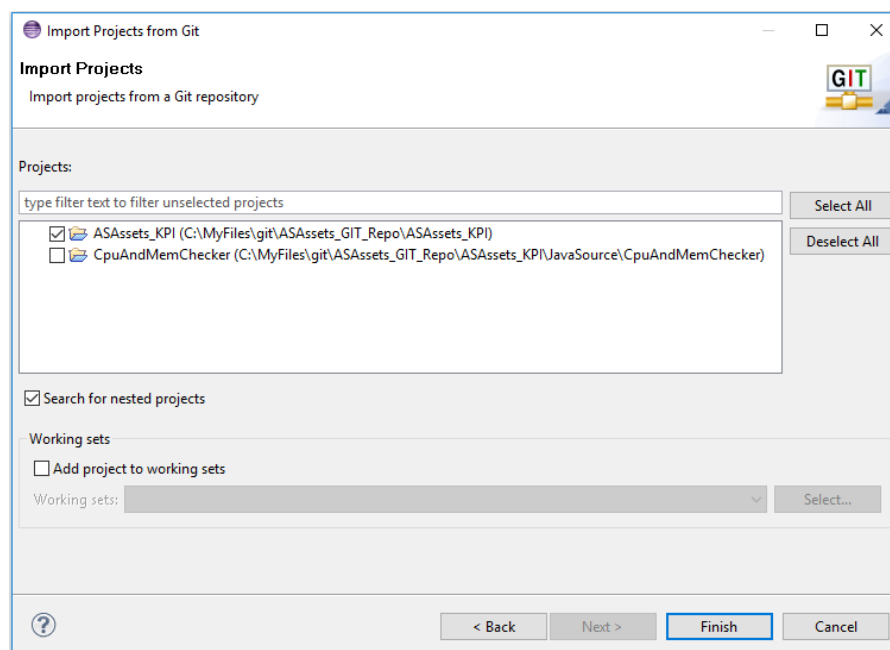 Import Projects from Git
Import Projects
Import projects from a Git repository
GIT
Projects:
type filter text to filter unselected projects
Select All
ASAssets_KPI (C:\MyFiles\git\ASAssets_GIT_Repo\ASAssets_KPI)
Deselect All
CpuAndMemChecker (C:\MyFiles\git\ASAssets_GIT_Repo\ASAssets_KPI\JavaSource\CpuAndMemChecker)
Search for nested projects
Working sets
Add project to working sets
Working sets:
Select...
?
< Back
Next >
Finish
Cancel